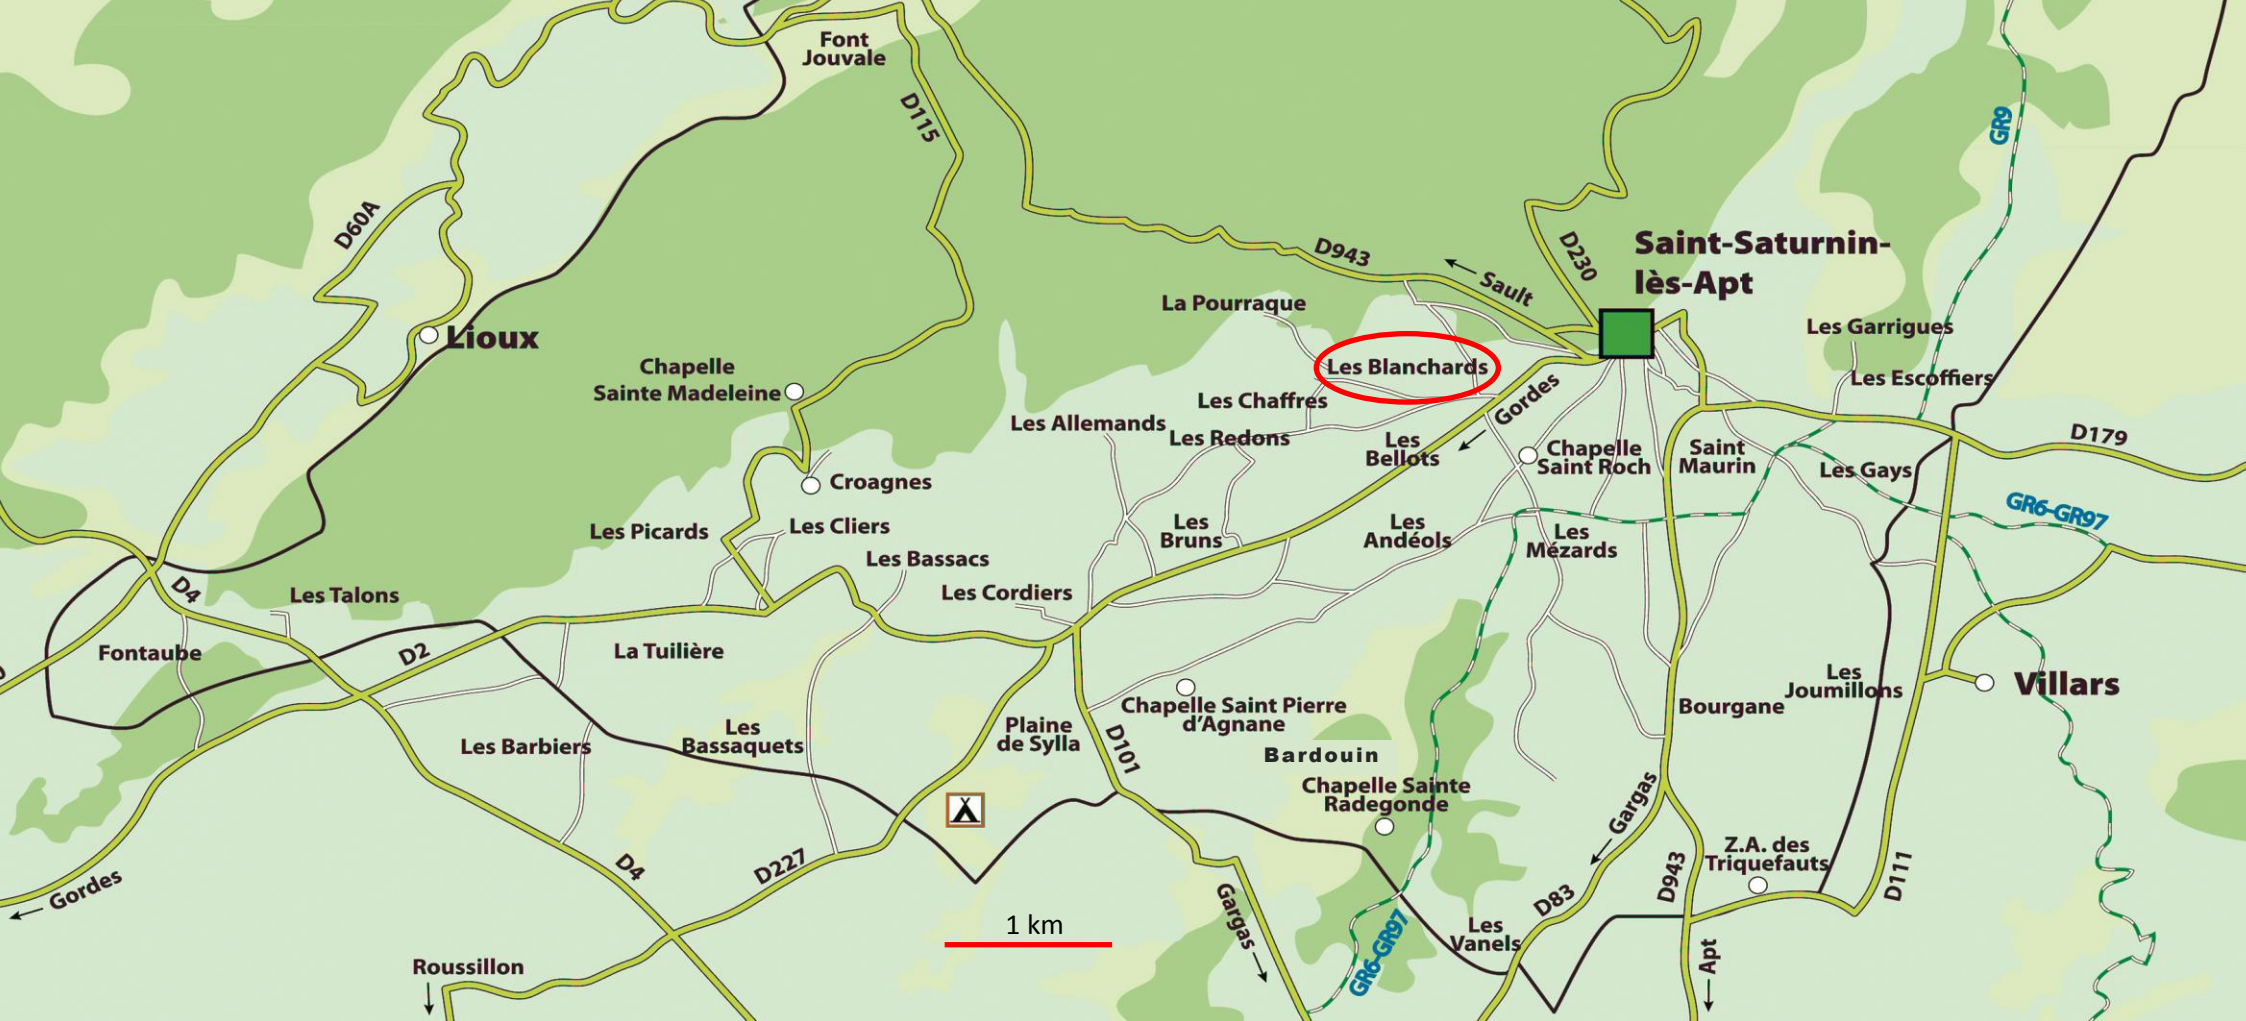 Font
Jouvale
D115
GR9
D60A
D943
Sault
D230
Saint-Saturnin-
lès-Apt
La Pourraque
Les Garrigues
Lioux
Chapelle
Sainte Madeleine
Les Blanchards
Les Escoffiers
Gordes
Les Chaffres
Les Allemands
Les Redons
Les
Bellots
Chapelle
Saint Roch
Saint
Maurin
D179
Les Gays
Croagnes
GR6-GR97
Les Picards
Les Cliers
Les
Bruns
Les
Andéols
Les
Mézards
Les Bassacs
D4
Les Talons
Les Cordiers
Fontaube
D2
La Tuilière
Les
Joumillons
Villars
Chapelle Saint Pierre
d'Agnane
Bourgane
Les Barbiers
Les
Bassaquets
Plaine
de Sylla
D101
Bardouin
Chapelle Sainte
Radegonde
Gargas
Z.A. des
Triquefauts
D4
D227
D943
D111
Gordes
D83
1 km
Gargas
GR6-GR97
Les
Vanels
Apt
Roussillon